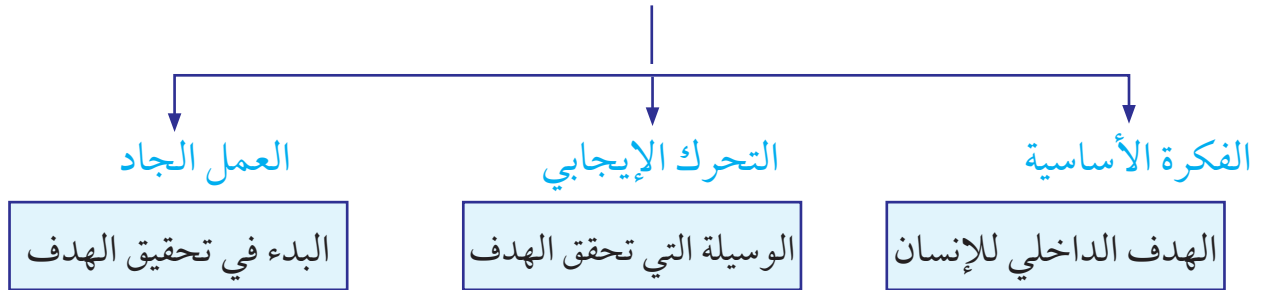 الفكرة الأساسية
التحرك الإيجابي
العمل الجاد
الهدف الداخلي للإنسان
الوسيلة التي تحقق الهدف
البدء في تحقيق الهدف